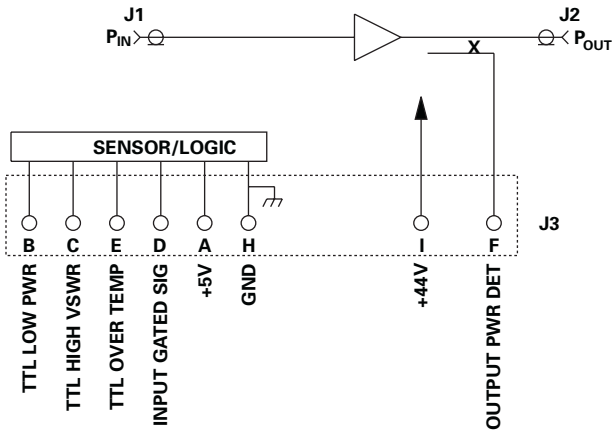 J1
J2
PIN
X
POUT
SENSOR/LOGIC
J3
B
C
E
D
A
H
I
F
TTL LOW PWR
TTL HIGH VSWR
TTL OVER TEMP
INPUT GATED SIG
+5V
GND
+44V
OUTPUT PWR DET